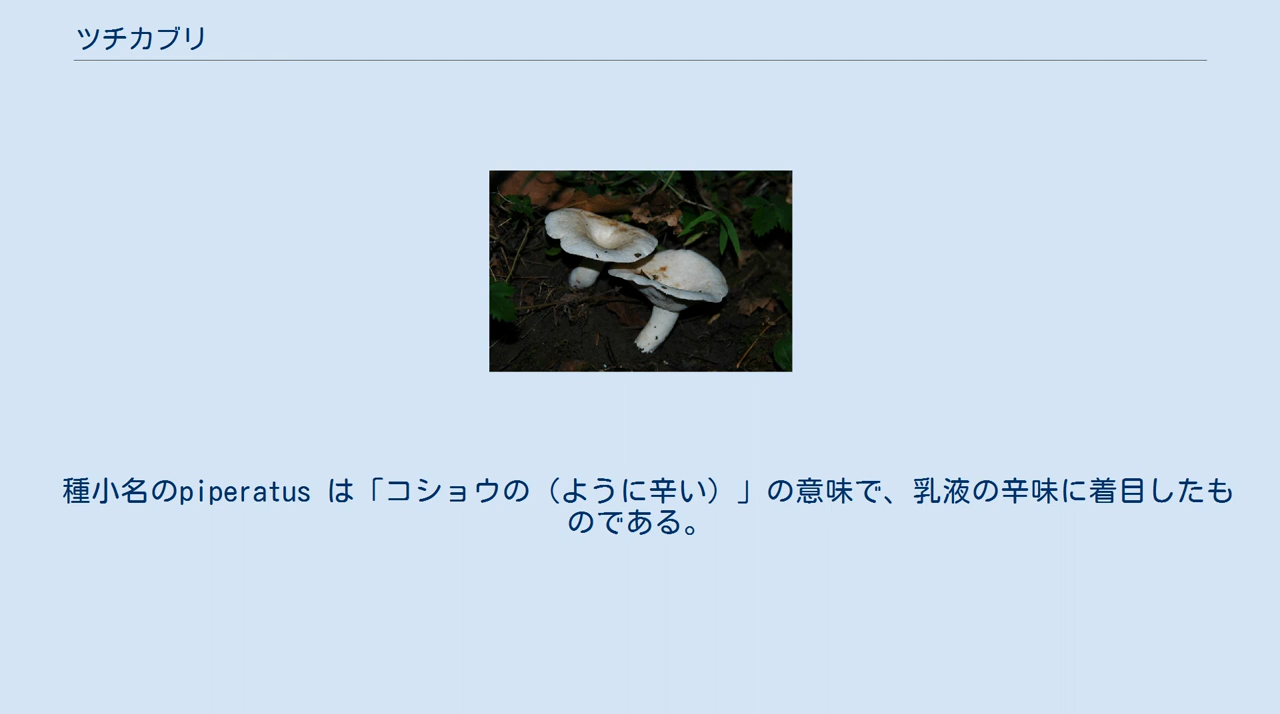 ツチカブリ
種小名のpiperatus は「コショウの（ように辛い）」の意味で、乳液の辛味に着目したも
のである。